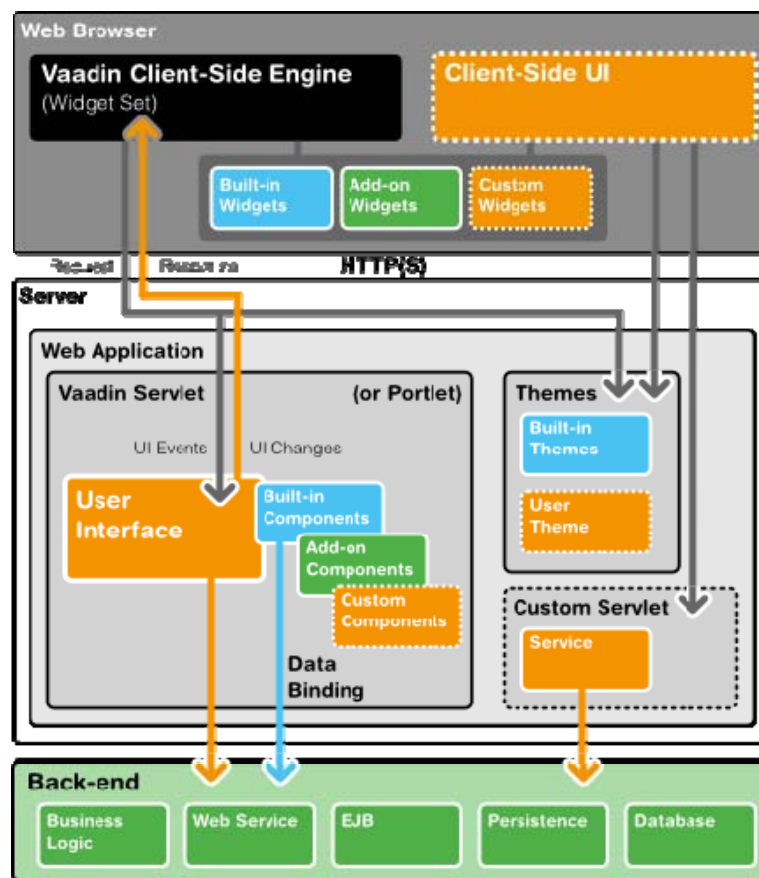 Web Browser
Vaadin Client-Side Engine
(Widget Set)
Client-Side UI
Built-in
Widgets
Add-on
Widgets
Custom
Widgets
Request
Response
HTTP(S)
Server
Web Application
Vaadin Servlet
(or Portlet)
UI Events
UI Changes
User
Interface
Built-in
Components
Add-on
Components
Custom
Components
Data
Binding
Themes
Built-in
Themes
User
Theme
Custom Servlet
Service
Back-end
Business
Logic
Web Service
EJB
Persistence
Database